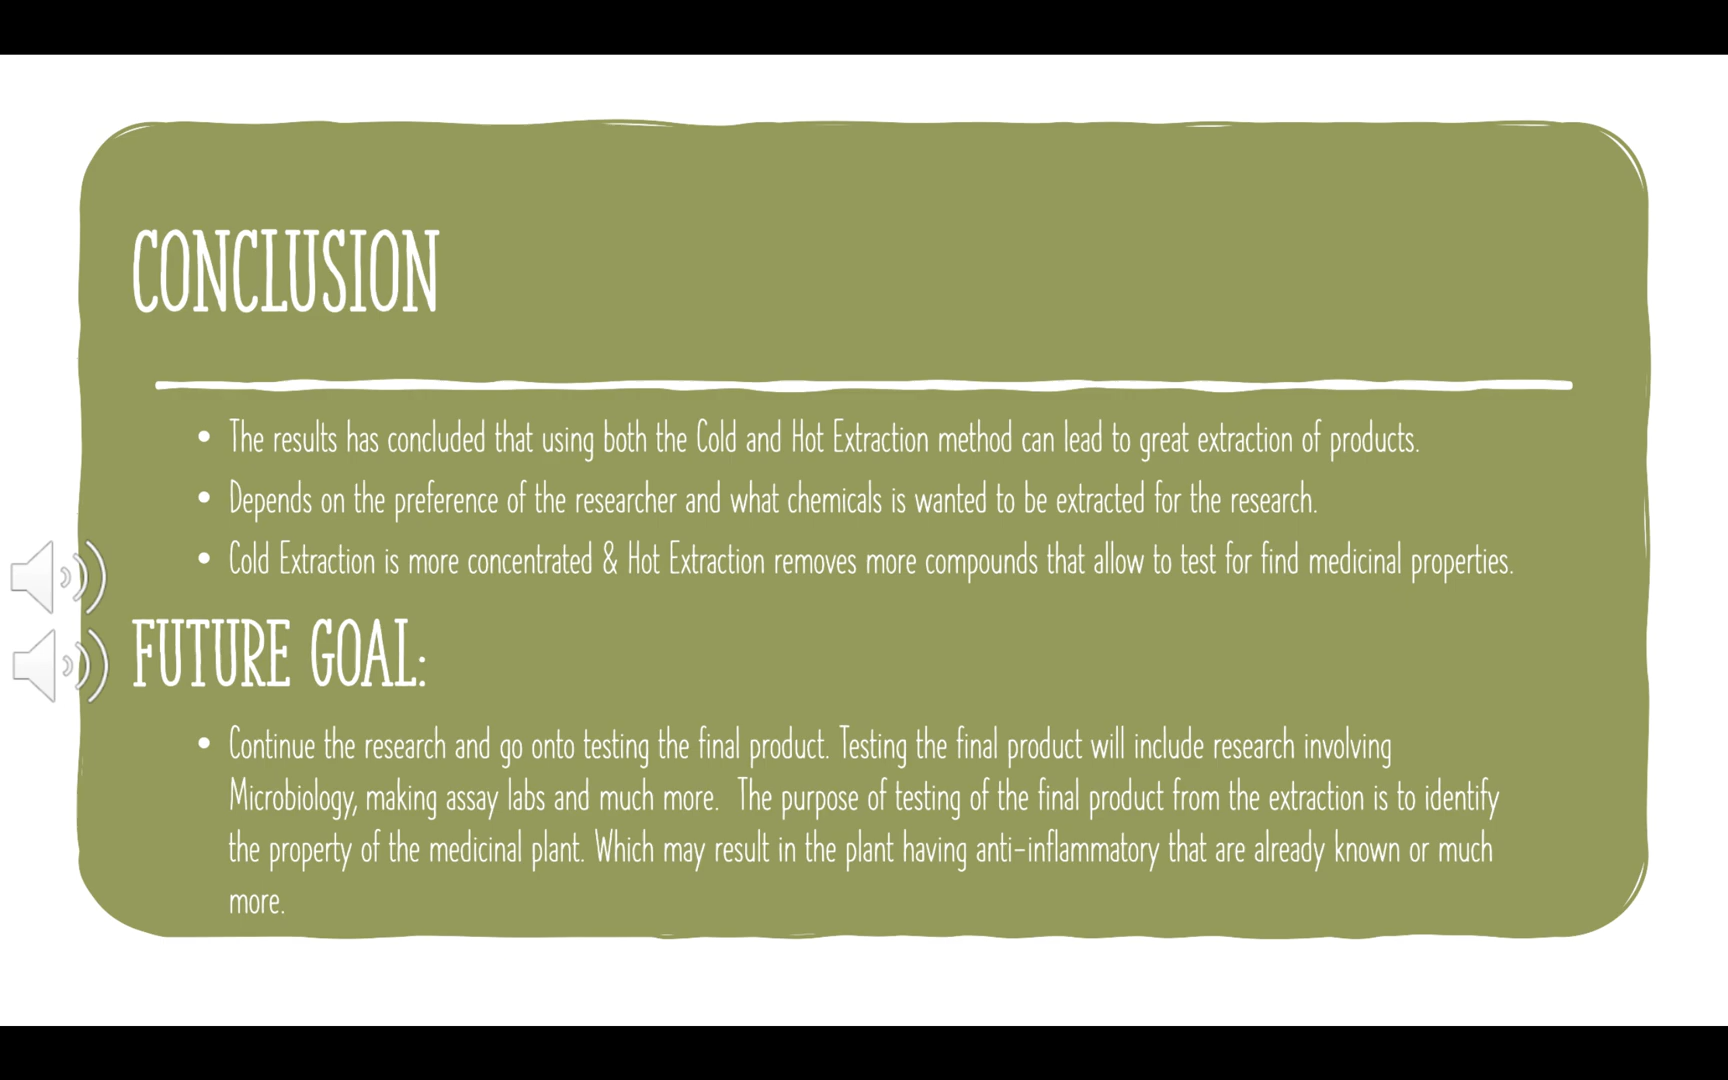 CONCLUSION
• The results has concluded that using both the Cold and Hot Extraction method can lead to great extraction of products.
• Depends on the preference of the researcher and what chemicals is wanted to be extracted for the research.
• Cold Extraction is more concentrated & Hot Extraction removes more compounds that allow to test for find medicinal properties.
FUTURE GOAL:
• Continue the research and go onto testing the final product. Testing the final product will include research involving
Microbiology, making assay labs and much more.  The purpose of testing of the final product from the extraction is to identify
the property of the medicinal plant. Which may result in the plant having anti-inflammatory that are already known or much
more.